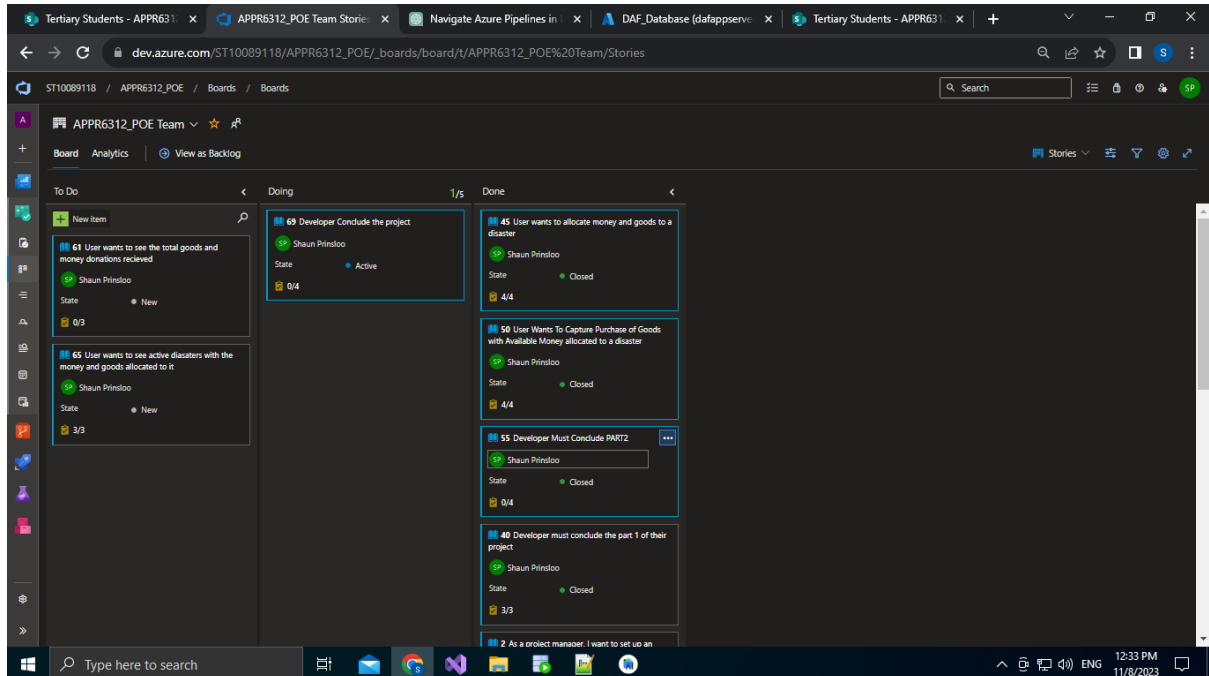 Tertiary Students - APPR631
APPR6312_POE Team Stories
Navigate Azure Pipelines in
DAF_Database (dafappserve
Tertiary Students - APPR631
dev.azure.com/ST10089118/APPR6312_POE/_boards/board/t/APPR6312_POE%20Team/Stories
S
ST10089118 / APPR6312_POE / Boards / Boards
Search
SP
A
APPR6312_POE Team
Board Analytics View as Backlog
Stories
To Do
Doing 1/5
Done
New item
61 User wants to see the total goods and
money donations recieved
SP Shaun Prinsloo
State New
0/3
65 User wants to see active diasaters with the
money and goods allocated to it
SP Shaun Prinsloo
State New
3/3
69 Developer Conclude the project
SP Shaun Prinsloo
State Active
0/4
45 User wants to allocate money and goods to a
disaster
SP Shaun Prinsloo
State Closed
4/4
50 User Wants To Capture Purchase of Goods
with Available Money allocated to a disaster
SP Shaun Prinsloo
State Closed
4/4
55 Developer Must Conclude PART2
SP Shaun Prinsloo
State Closed
0/4
40 Developer must conclude the part 1 of their
project
SP Shaun Prinsloo
State Closed
3/3
2 As a project manager, I want to set up an
Type here to search
ENG
12:33 PM
11/8/2023